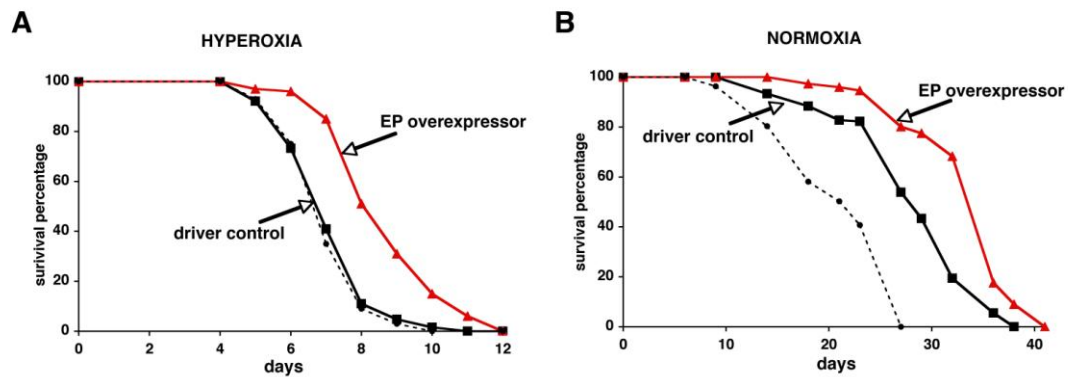 A
HYPEROXIA
100
80
60
40
20
0
survival percentage
0 2 4 6 8 10 12
days
EP overexpressor
driver control
B
NORMOXIA
100
80
60
40
20
0
survival percentage
0 10 20 30 40
days
EP overexpressor
driver control